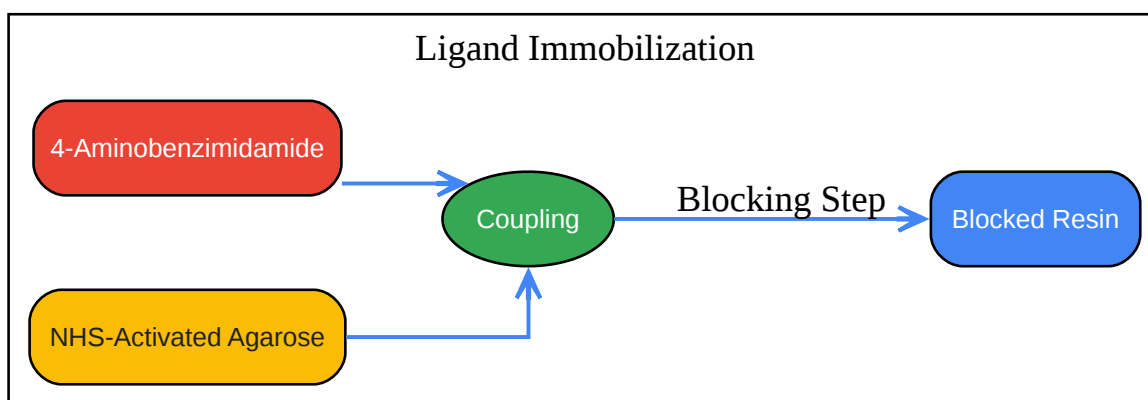 Ligand Immobilization
4-Aminobenzimidamide
Coupling
Blocking Step
Blocked Resin
NHS-Activated Agarose